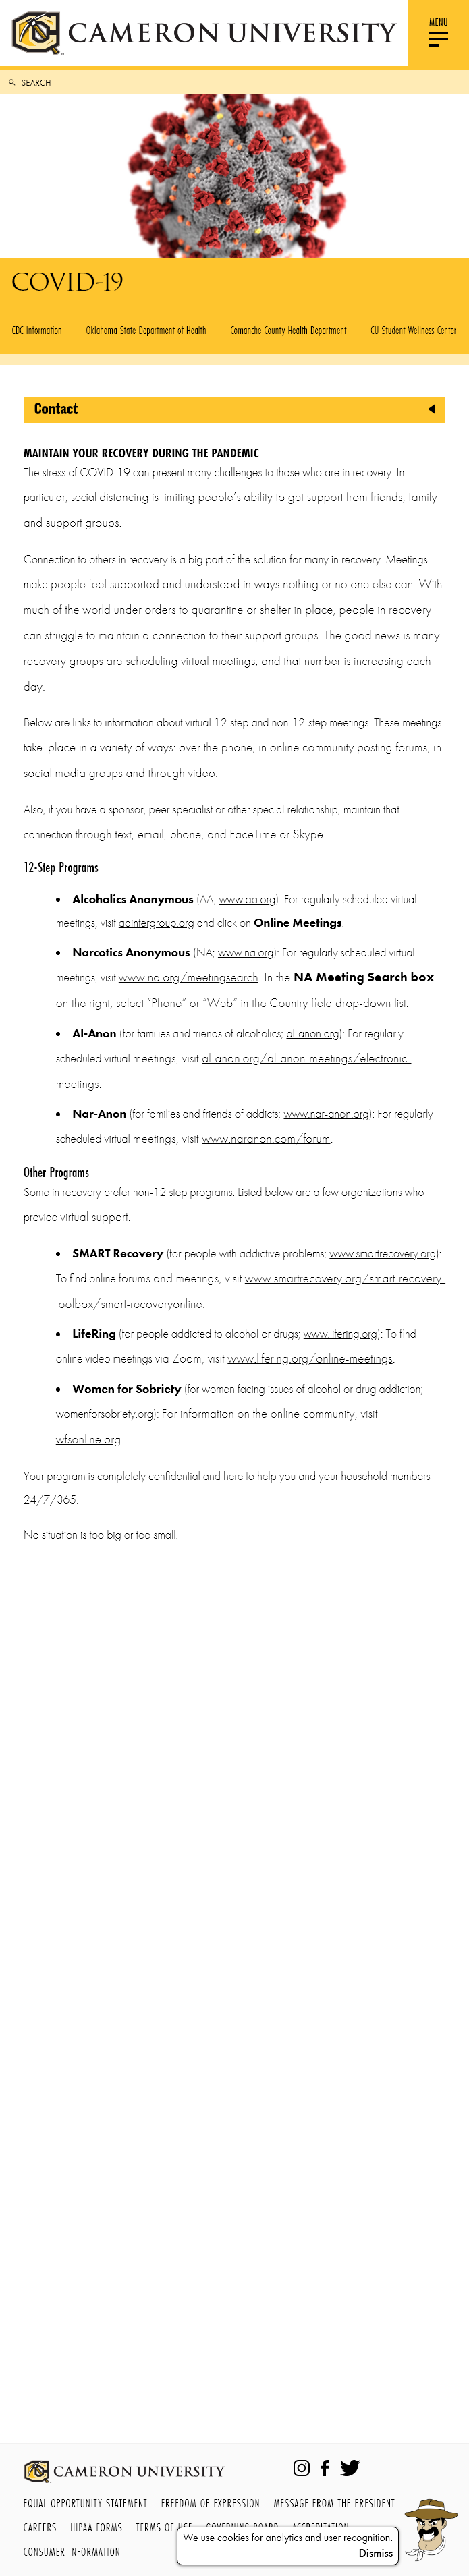 CAMERON UNIVERSITY
MENU
SEARCH
COVID-19
CDC Information Oklahoma State Department of Health Comanche County Health Department CU Student Wellness Center
Contact
MAINTAIN YOUR RECOVERY DURING THE PANDEMIC
The stress of COVID-19 can present many challenges to those who are in recovery. In
particular, social distancing is limiting people's ability to get support from friends, family
and support groups.
Connection to others in recovery is a big part of the solution for many in recovery. Meetings
make people feel supported and understood in ways nothing or no one else can. With
much of the world under orders to quarantine or shelter in place, people in recovery
can struggle to maintain a connection to their support groups. The good news is many
recovery groups are scheduling virtual meetings, and that number is increasing each
day.
Below are links to information about virtual 12-step and non-12-step meetings. These meetings
take place in a variety of ways: over the phone, in online community posting forums, in
social media groups and through video.
Also, if you have a sponsor, peer specialist or other special relationship, maintain that
connection through text, email, phone, and FaceTime or Skype.
12-Step Programs
• Alcoholics Anonymous (AA; www.aa.org): For regularly scheduled virtual
meetings, visit aaintergroup.org and click on Online Meetings.
• Narcotics Anonymous (NA; www.na.org): For regularly scheduled virtual
meetings, visit www.na.org/meetingsearch. In the NA Meeting Search box
on the right, select "Phone" or "Web" in the Country field drop-down list.
• Al-Anon (for families and friends of alcoholics; al-anon.org): For regularly
scheduled virtual meetings, visit al-anon.org/al-anon-meetings/electronic-
meetings.
• Nar-Anon (for families and friends of addicts; www.nar-anon.org): For regularly
scheduled virtual meetings, visit www.naranon.com/forum.
Other Programs
Some in recovery prefer non-12 step programs. Listed below are a few organizations who
provide virtual support.
• SMART Recovery (for people with addictive problems; www.smartrecovery.org):
To find online forums and meetings, visit www.smartrecovery.org/smart-recovery-
toolbox/smart-recoveryonline.
• LifeRing (for people addicted to alcohol or drugs; www.lifering.org): To find
online video meetings via Zoom, visit www.lifering.org/online-meetings.
• Women for Sobriety (for women facing issues of alcohol or drug addiction;
womenforsobriety.org): For information on the online community, visit
wfsonline.org.
Your program is completely confidential and here to help you and your household members
24/7/365.
No situation is too big or too small.
CAMERON UNIVERSITY
EQUAL OPPORTUNITY STATEMENT FREEDOM OF EXPRESSION MESSAGE FROM THE PRESIDENT
CAREERS HIPAA FORMS TERMS OF USE GOVERNING BOARD ACCREDITATION
We use cookies for analytics and user recognition.
Dismiss
CONSUMER INFORMATION